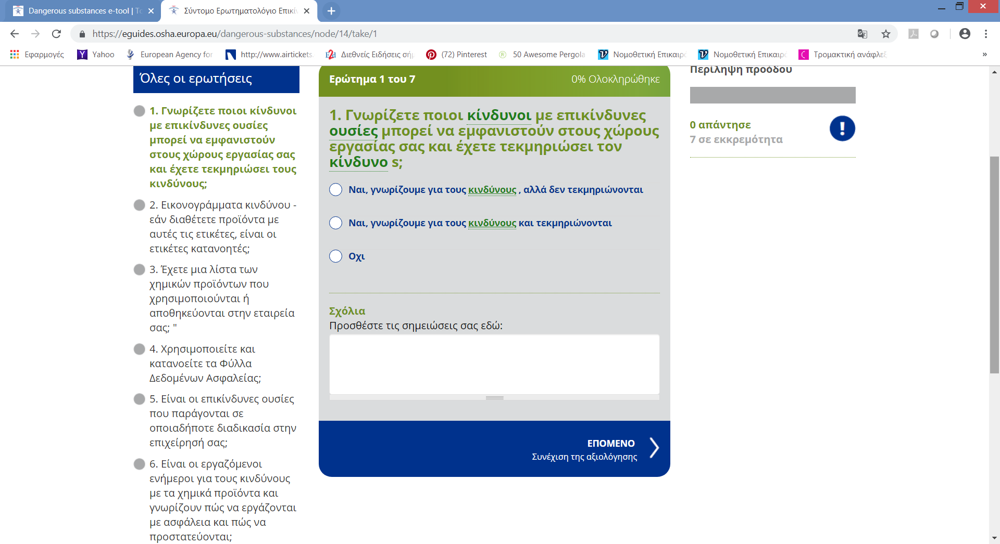 Dangerous substances e-tool | To
Σύντομο Ερωτηματολόγιο Επικίν
https://eguides.osha.europa.eu/dangerous-substances/node/14/take/1
Εφαρμογές
Yahoo
European Agency for
http://www.airtickets.
Διεθνείς Ειδήσεις σήμ
(72) Pinterest
50 Awesome Pergola
Νομοθετική Επικαιρό
Νομοθετική Επικαιρό
Τρομακτική ανάφλεξ
»
Όλες οι ερωτήσεις
1. Γνωρίζετε ποιοι κίνδυνοι
με επικίνδυνες ουσίες
μπορεί να εμφανιστούν
στους χώρους εργασίας σας
και έχετε τεκμηριώσει τους
κινδύνους;
2. Εικονογράμματα κινδύνου -
εάν διαθέτετε προϊόντα με
αυτές τις ετικέτες, είναι οι
ετικέτες κατανοητές;
3. Έχετε μια λίστα των
χημικών προϊόντων που
χρησιμοποιούνται ή
αποθηκεύονται στην εταιρεία
σας; "
4. Χρησιμοποιείτε και
κατανοείτε τα Φύλλα
Δεδομένων Ασφαλείας;
5. Είναι οι επικίνδυνες ουσίες
που παράγονται σε
οποιαδήποτε διαδικασία στην
επιχείρησή σας;
6. Είναι οι εργαζόμενοι
ενήμεροι για τους κινδύνους
με τα χημικά προϊόντα και
γνωρίζουν πώς να εργάζονται
με ασφάλεια και πώς να
προστατεύονται;
Ερώτημα 1 του 7
0% Ολοκληρώθηκε
1. Γνωρίζετε ποιοι κίνδυνοι με επικίνδυνες
ουσίες μπορεί να εμφανιστούν στους χώρους
εργασίας σας και έχετε τεκμηριώσει τον
κίνδυνο s;
Ναι, γνωρίζουμε για τους κινδύνους , αλλά δεν τεκμηριώνονται
Ναι, γνωρίζουμε για τους κινδύνους και τεκμηριώνονται
Οχι
Σχόλια
Προσθέστε τις σημειώσεις σας εδώ:
ΕΠΟΜΕΝΟ
Συνέχιση της αξιολόγησης
Περίληψη προόδου
0 απάντησε
7 σε εκκρεμότητα